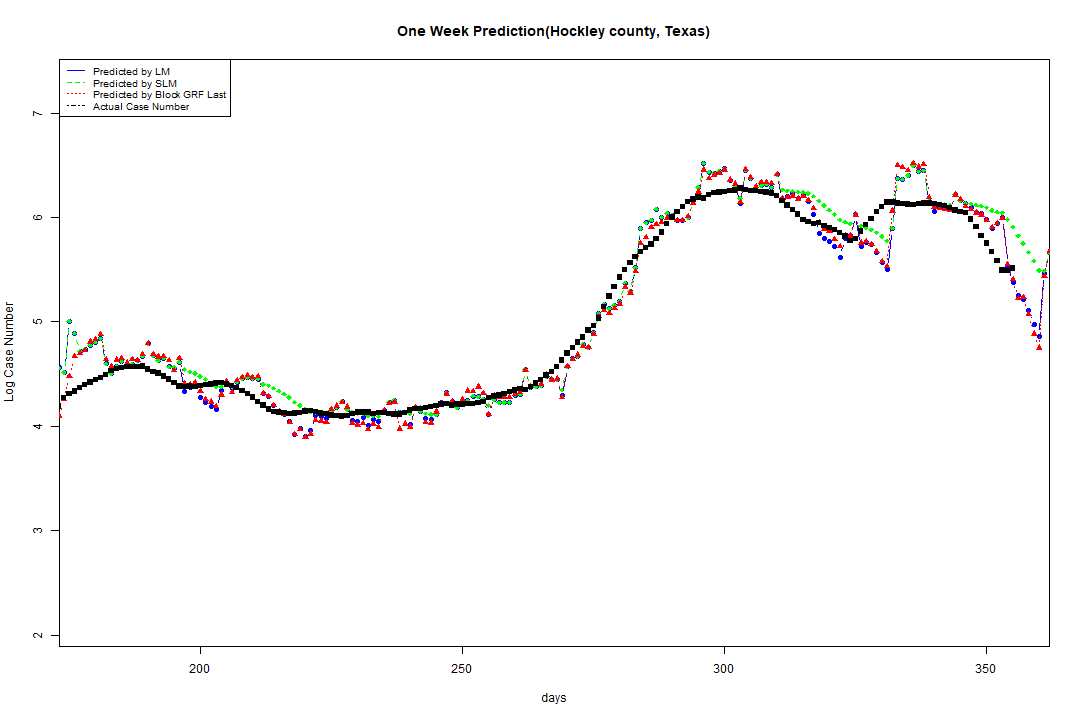 One Week Prediction(Hockley county, Texas)
Predicted by LM
Predicted by SLM
Predicted by Block GRF Last
Actual Case Number
Log Case Number
7
6
5
4
3
2
200
250
300
350
days